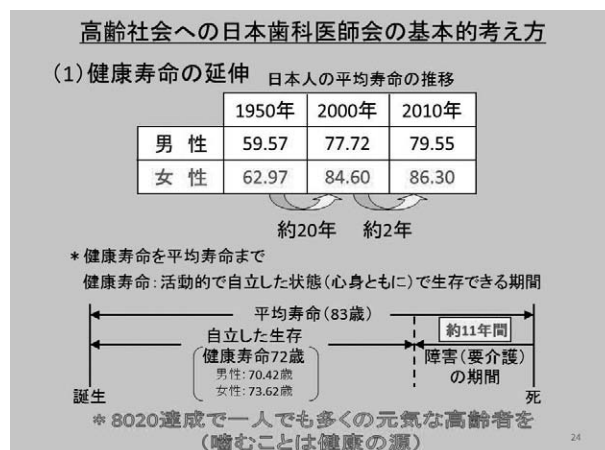 高齢社会への日本歯科医師会の基本的考え方
(1)健康寿命の延伸 日本人の平均寿命の推移
1950年 2000年 2010年
男 性 59.57 77.72 79.55
女 性 62.97 84.60 86.30
約20年 約2年
*健康寿命を平均寿命まで
健康寿命:活動的で自立した状態(心身ともに)で生存できる期間
平均寿命(83歳)
自立した生存 約11年間
健康寿命72歳 障害(要介護)
男性:70.42歳 の期間
女性:73.62歳
誕生 死
*8020達成で一人でも多くの元気な高齢者を
(噛むことは健康の源)
24